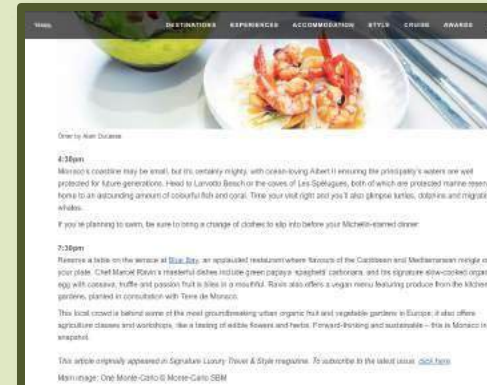 DESTINATIONS EXPERIENCES ACCOMMODATION STYLE CRUISE AWARDS
Ômer by Alain Ducasse
4:30pm
Monaco's coastline may be small, but it's certainly mighty, with ocean-loving Albert II ensuring the principality's waters are well
protected for future generations. Head to Larvotto Beach or the coves of Les Spélugues, both of which are protected marine reserv
home to an astounding amount of colourful fish and coral. Time your visit right and you'll also glimpse turtles, dolphins and migratin
whales.
If you're planning to swim, be sure to bring a change of clothes to slip into before your Michelin-starred dinner.
7:30pm
Reserve a table on the terrace at Blue Bay, an applauded restaurant where flavours of the Caribbean and Mediterranean mingle o
your plate. Chef Marcel Ravin's masterful dishes include green papaya 'spaghetti' carbonara, and his signature slow-cooked organ
egg with cassava, truffle and passion fruit is bliss in a mouthful. Ravin also offers a vegan menu featuring produce from the kitchen
gardens, planted in consultation with Terre de Monaco.
This local crowd is behind some of the most groundbreaking urban organic fruit and vegetable gardens in Europe; it also offers
agriculture classes and workshops, like a tasting of edible flowers and herbs. Forward-thinking and sustainable – this is Monaco in
snapshot.
This article originally appeared in Signature Luxury Travel & Style magazine. To subscribe to the latest issue, click here.
Main image: One Monte-Carlo © Monte-Carlo SBM